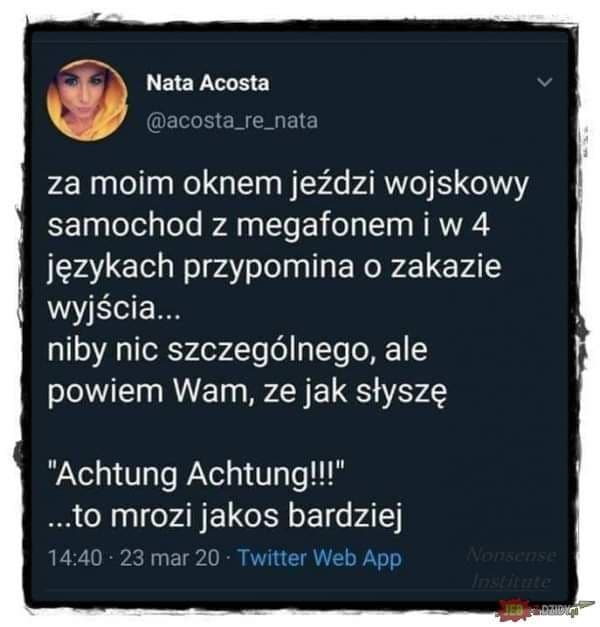 Nata Acosta
@acosta_re_nata
za moim oknem jeździ wojskowy
samochod z megafonem i w 4
językach przypomina o zakazie
wyjścia...
niby nic szczególnego, ale
powiem Wam, ze jak słyszę
"Achtung Achtung!!!"
...to mrozi jakos bardziej
14:40 · 23 mar 20 · Twitter Web App
Nonsense
Institute